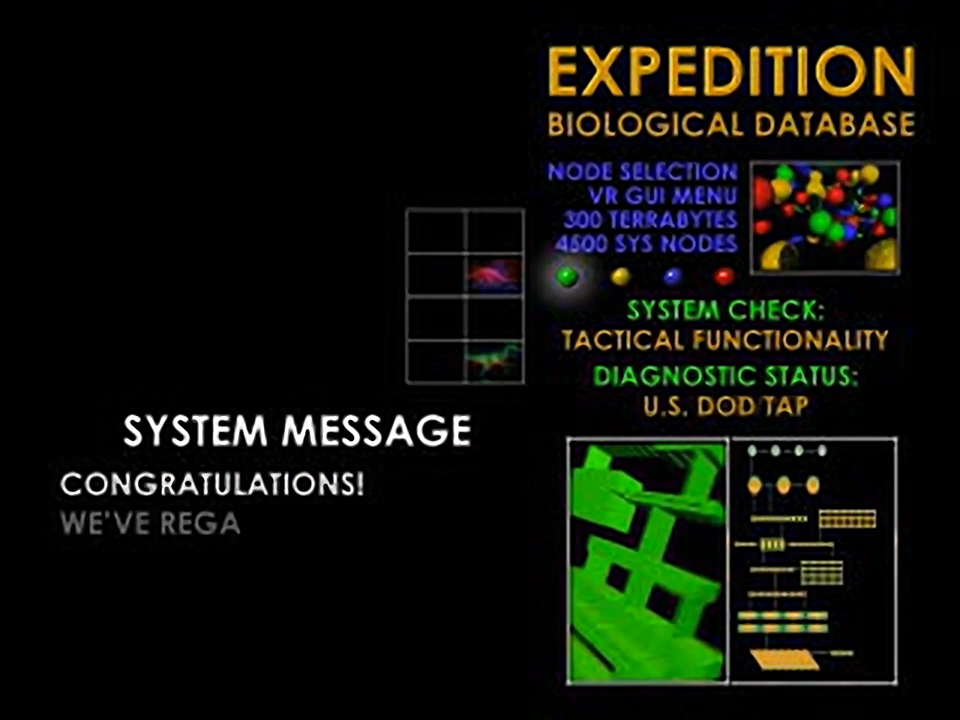 EXPEDITION
BIOLOGICAL DATABASE
NODE SELECTION
VR GUI MENU
300 TERRABYTES
4500 SYS NODES
SYSTEM CHECK:
TACTICAL FUNCTIONALITY
DIAGNOSTIC STATUS:
U.S. DOD TAP
SYSTEM MESSAGE
CONGRATULATIONS!
WE'VE REGA